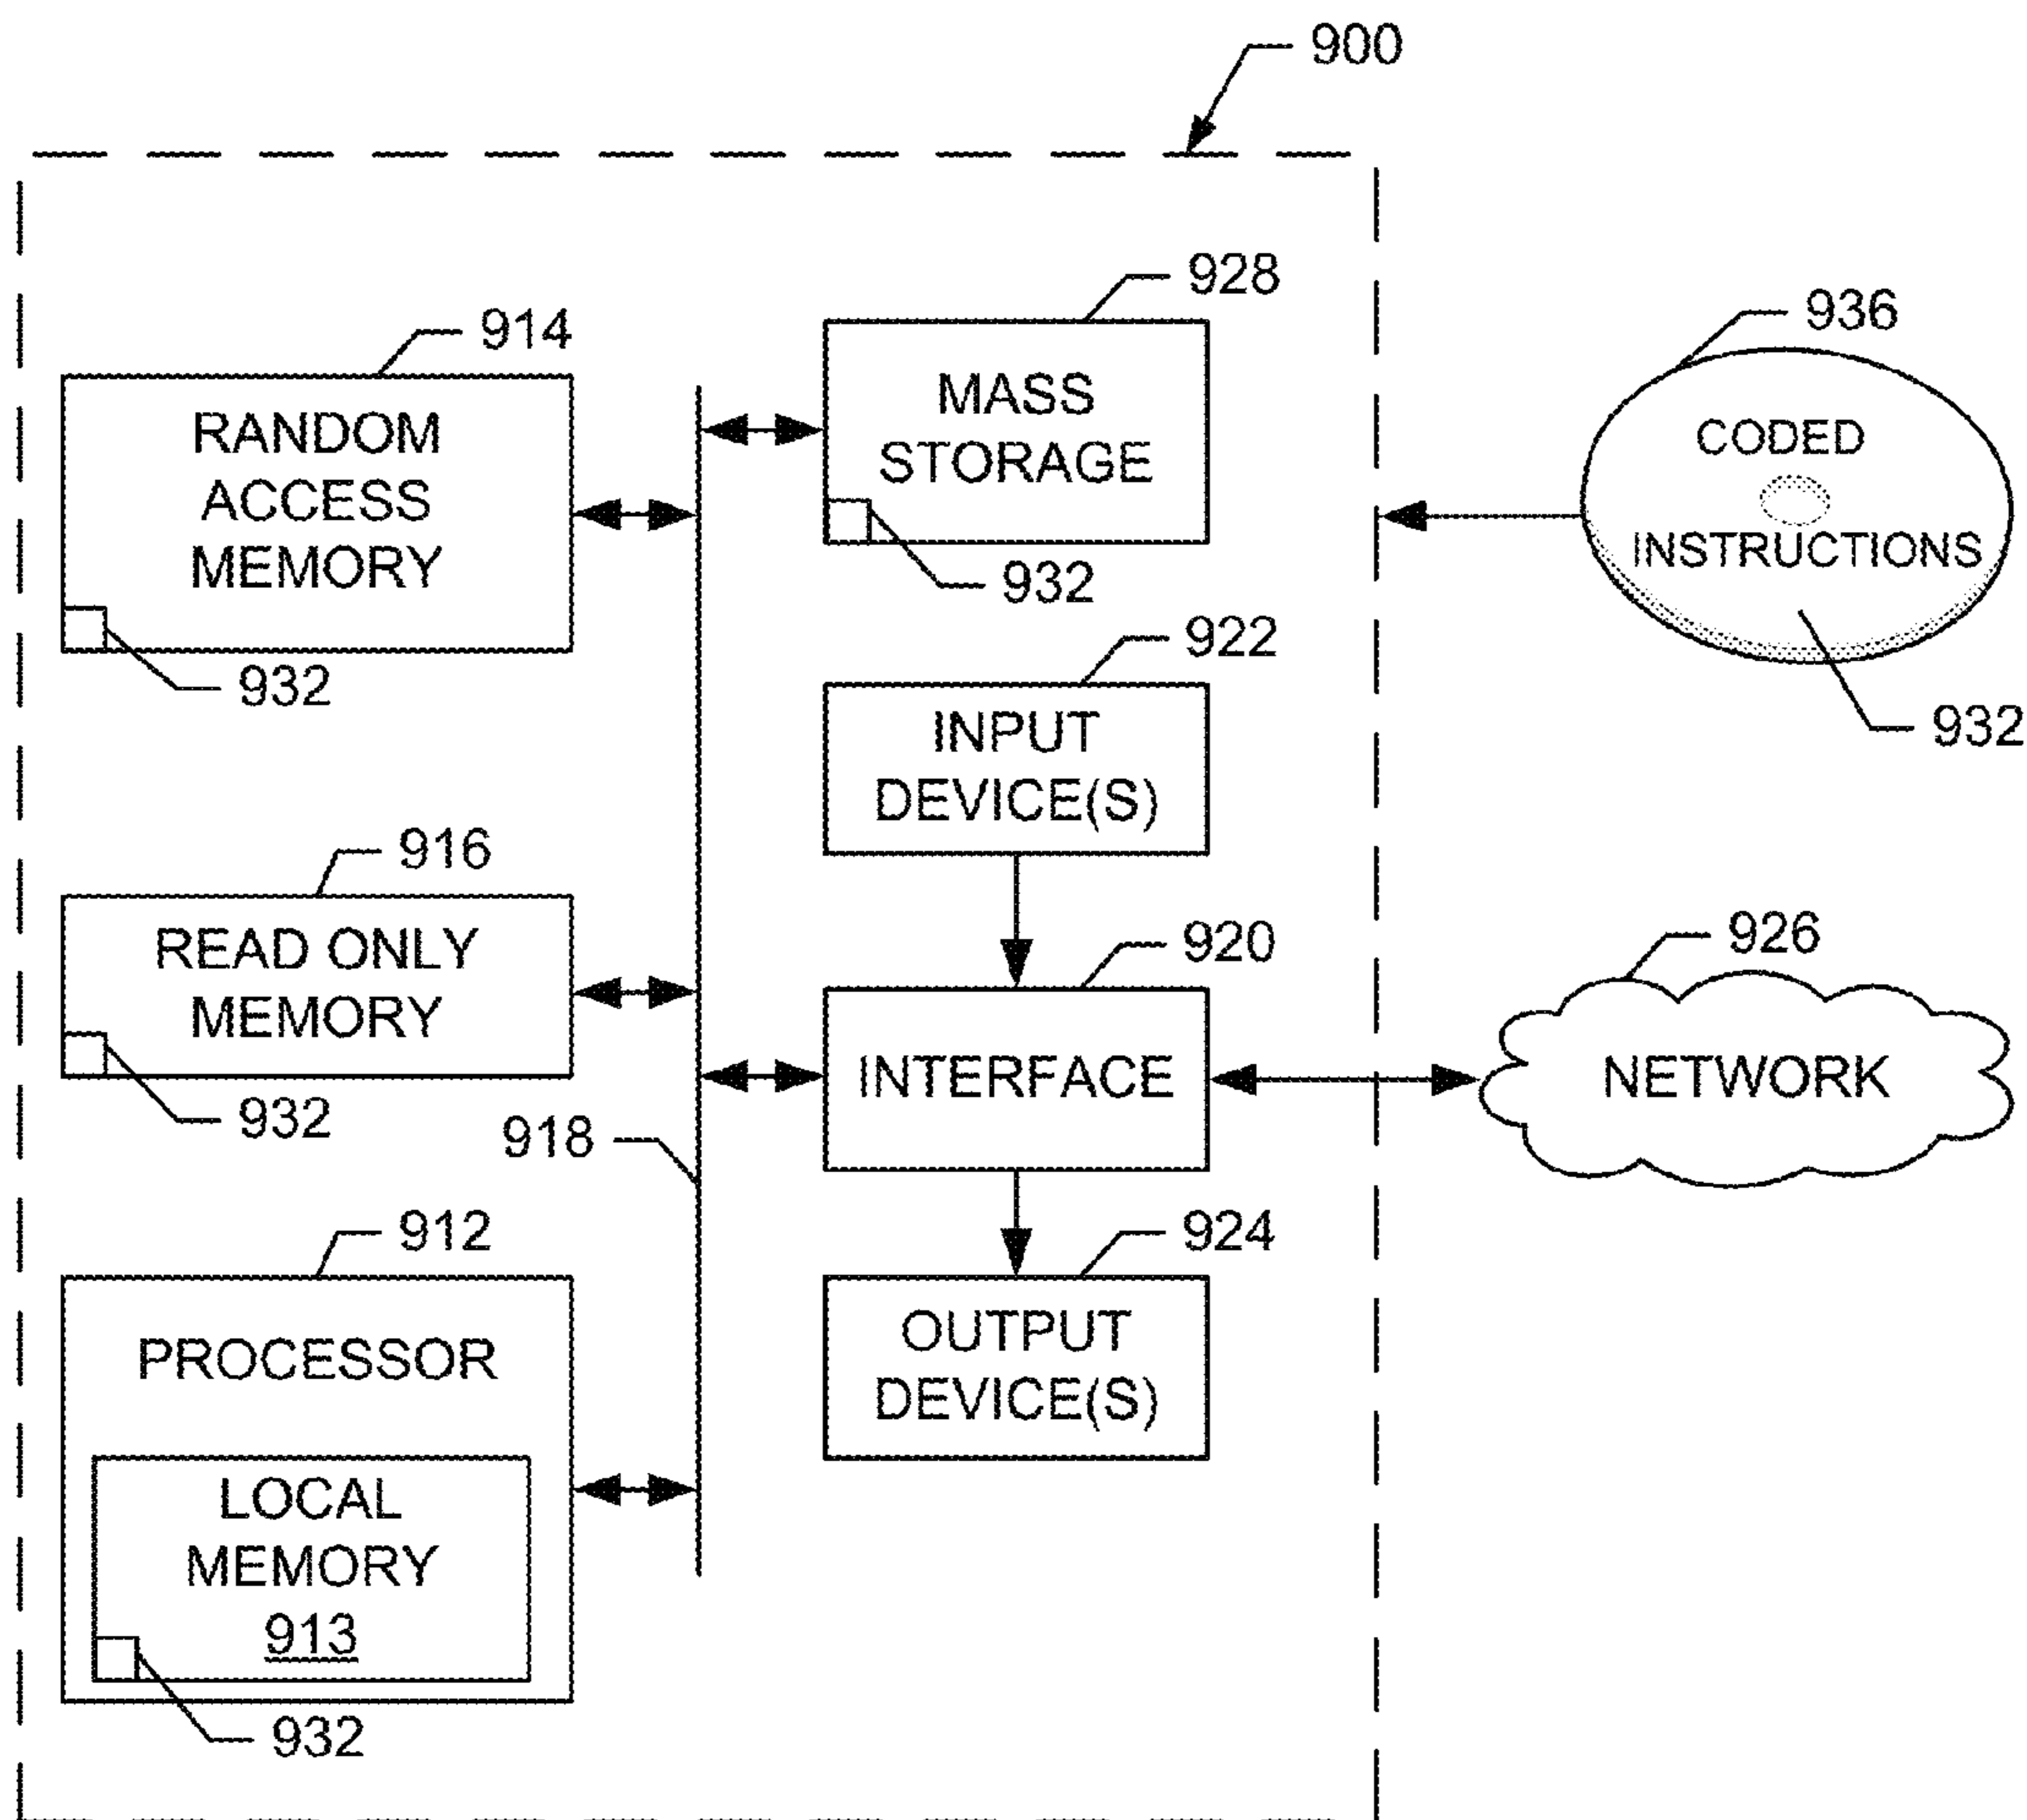 900
928
914
MASS
STORAGE
932
RANDOM
ACCESS
MEMORY
932
936
CODED
INSTRUCTIONS
932
922
INPUT
DEVICE(S)
916
READ ONLY
MEMORY
932
920
INTERFACE
926
NETWORK
918
912
PROCESSOR
LOCAL
MEMORY
913
932
924
OUTPUT
DEVICE(S)